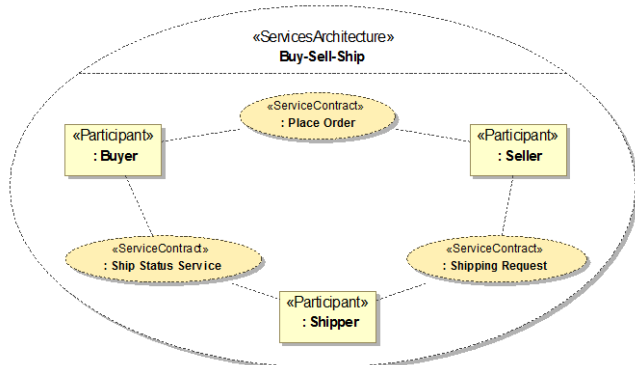 «ServicesArchitecture»
Buy-Sell-Ship
«ServiceContract»
: Place Order
«Participant»
: Buyer
«Participant»
: Seller
«ServiceContract»
: Ship Status Service
«ServiceContract»
: Shipping Request
«Participant»
: Shipper